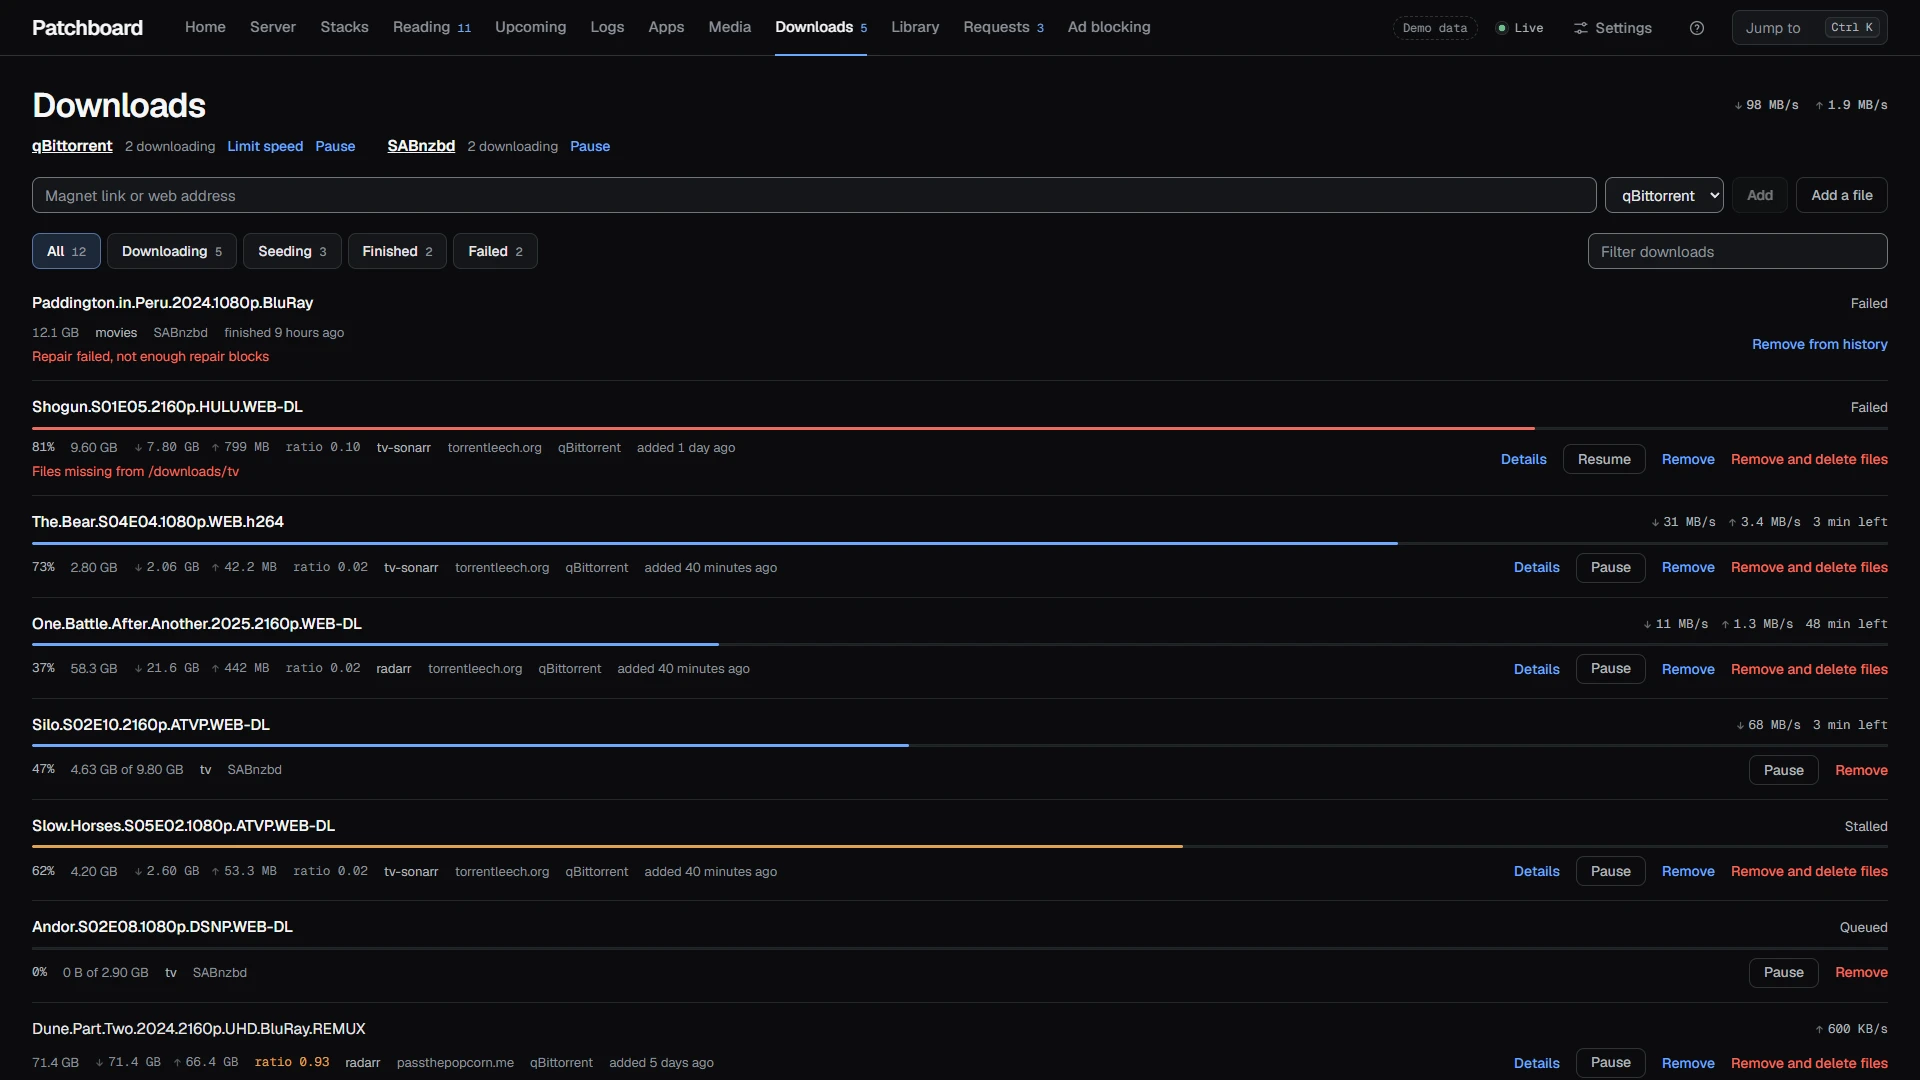 Patchboard Home Server Stacks Reading 11 Upcoming Logs Apps Media Downloads 5 Library Requests 3 Ad blocking Demo data Live Settings Jump to Ctrl K
Downloads ↓ 98 MB/s ↑ 1.9 MB/s
qBittorrent 2 downloading Limit speed Pause SABnzbd 2 downloading Pause
Magnet link or web address qBittorrent Add Add a file
All 12 Downloading 5 Seeding 3 Finished 2 Failed 2 Filter downloads
Paddington.in.Peru.2024.1080p.BluRay Failed
12.1 GB movies SABnzbd finished 9 hours ago
Repair failed, not enough repair blocks Remove from history
Shogun.S01E05.2160p.HULU.WEB-DL Failed
81% 9.60 GB ↓ 7.80 GB ↑ 799 MB ratio 0.10 tv-sonarr torrentleech.org qBittorrent added 1 day ago
Files missing from /downloads/tv Details Resume Remove Remove and delete files
The.Bear.S04E04.1080p.WEB.h264 ↓ 31 MB/s ↑ 3.4 MB/s 3 min left
73% 2.80 GB ↓ 2.06 GB ↑ 42.2 MB ratio 0.02 tv-sonarr torrentleech.org qBittorrent added 40 minutes ago Details Pause Remove Remove and delete files
One.Battle.After.Another.2025.2160p.WEB-DL ↓ 11 MB/s ↑ 1.3 MB/s 48 min left
37% 58.3 GB ↓ 21.6 GB ↑ 442 MB ratio 0.02 radarr torrentleech.org qBittorrent added 40 minutes ago Details Pause Remove Remove and delete files
Silo.S02E10.2160p.ATVP.WEB-DL ↓ 68 MB/s 3 min left
47% 4.63 GB of 9.80 GB tv SABnzbd Pause Remove
Slow.Horses.S05E02.1080p.ATVP.WEB-DL Stalled
62% 4.20 GB ↓ 2.60 GB ↑ 53.3 MB ratio 0.02 tv-sonarr torrentleech.org qBittorrent added 40 minutes ago Details Pause Remove Remove and delete files
Andor.S02E08.1080p.DSNP.WEB-DL Queued
0% 0 B of 2.90 GB tv SABnzbd Pause Remove
Dune.Part.Two.2024.2160p.UHD.BluRay.REMUX ↑ 600 KB/s
71.4 GB ↓ 71.4 GB ↑ 66.4 GB ratio 0.93 radarr passthepopcorn.me qBittorrent added 5 days ago Details Pause Remove Remove and delete files